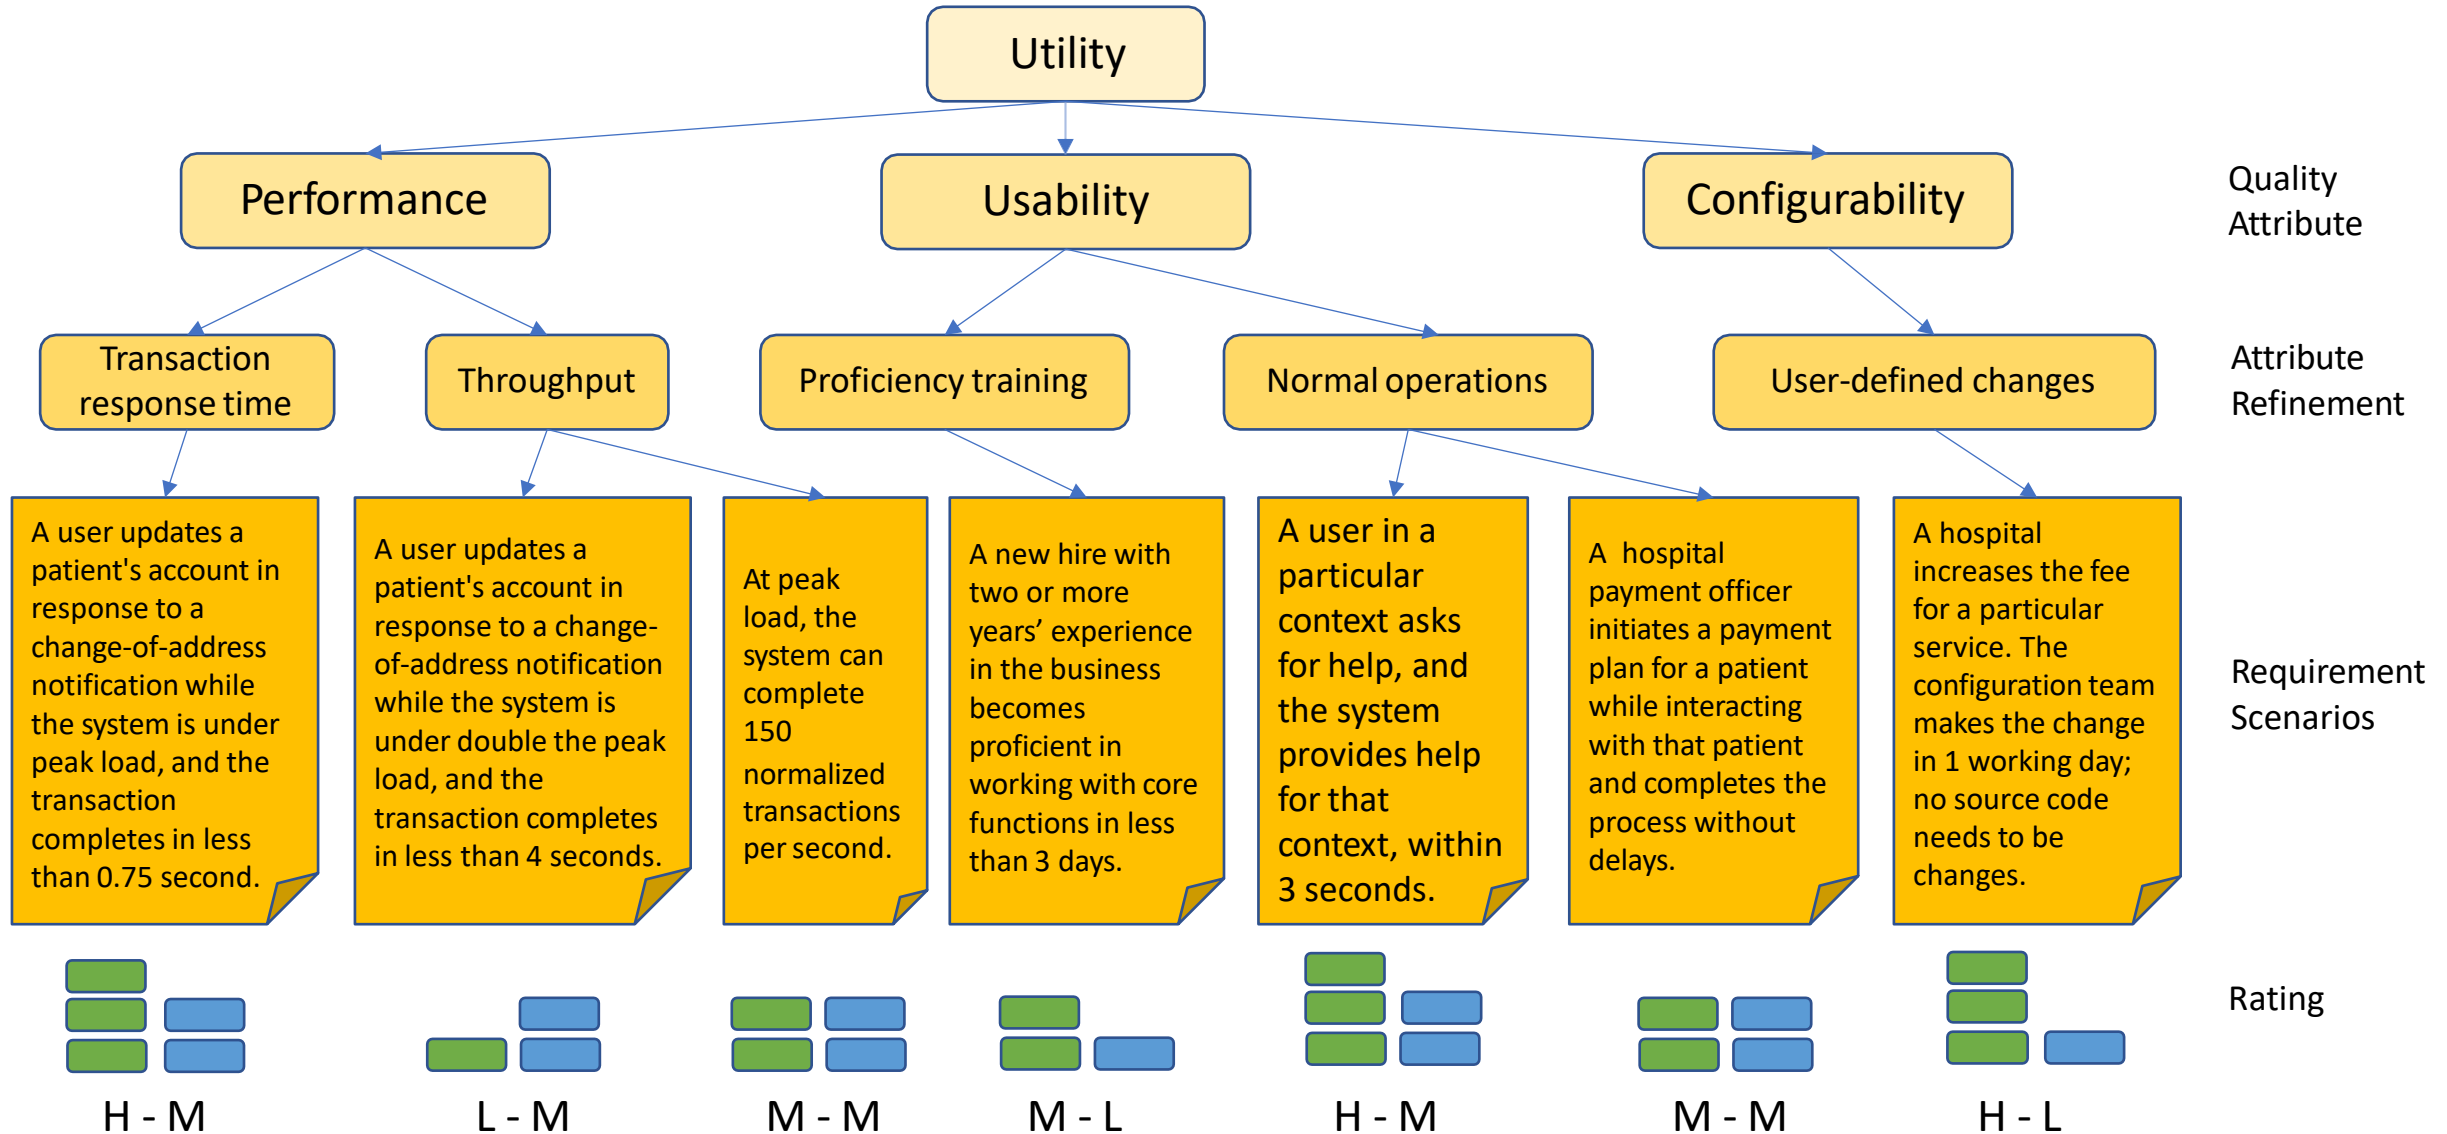 Utility
Performance
Usability
Configurability
Quality
Attribute
Transaction
response time
Throughput
Proficiency training
Normal operations
User-defined changes
Attribute
Refinement
A user updates a
patient's account in
response to a
change-of-address
notification while
the system is under
peak load, and the
transaction
completes in less
than 0.75 second.
A user updates a
patient's account in
response to a change-
of-address notification
while the system is
under double the peak
load, and the
transaction completes
in less than 4 seconds.
At peak
load, the
system can
complete
150
normalized
transactions
per second.
A new hire with
two or more
years’ experience
in the business
becomes
proficient in
working with core
functions in less
than 3 days.
A user in a
particular
context asks
for help, and
the system
provides help
for that
context, within
3 seconds.
A  hospital
payment officer
initiates a payment
plan for a patient
while interacting
with that patient
and completes the
process without
delays.
A hospital
increases the fee
for a particular
service. The
configuration team
makes the change
in 1 working day;
no source code
needs to be
changes.
Requirement
Scenarios
Rating
H - M
L - M
M - M
M - L
H - M
M - M
H - L